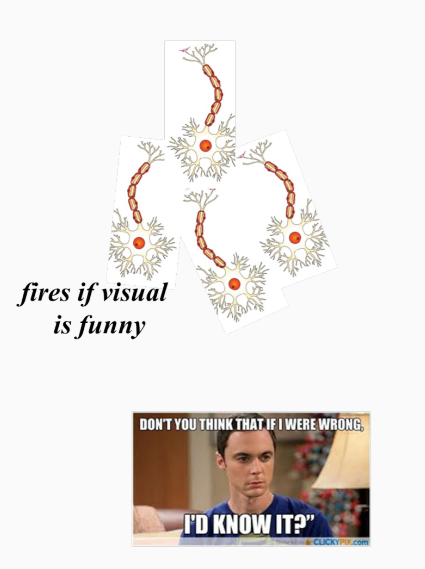 fires if visual
is funny
DON'T YOU THINK THAT IF I WERE WRONG,
I'D KNOW IT?"
CLICKYPIX.com